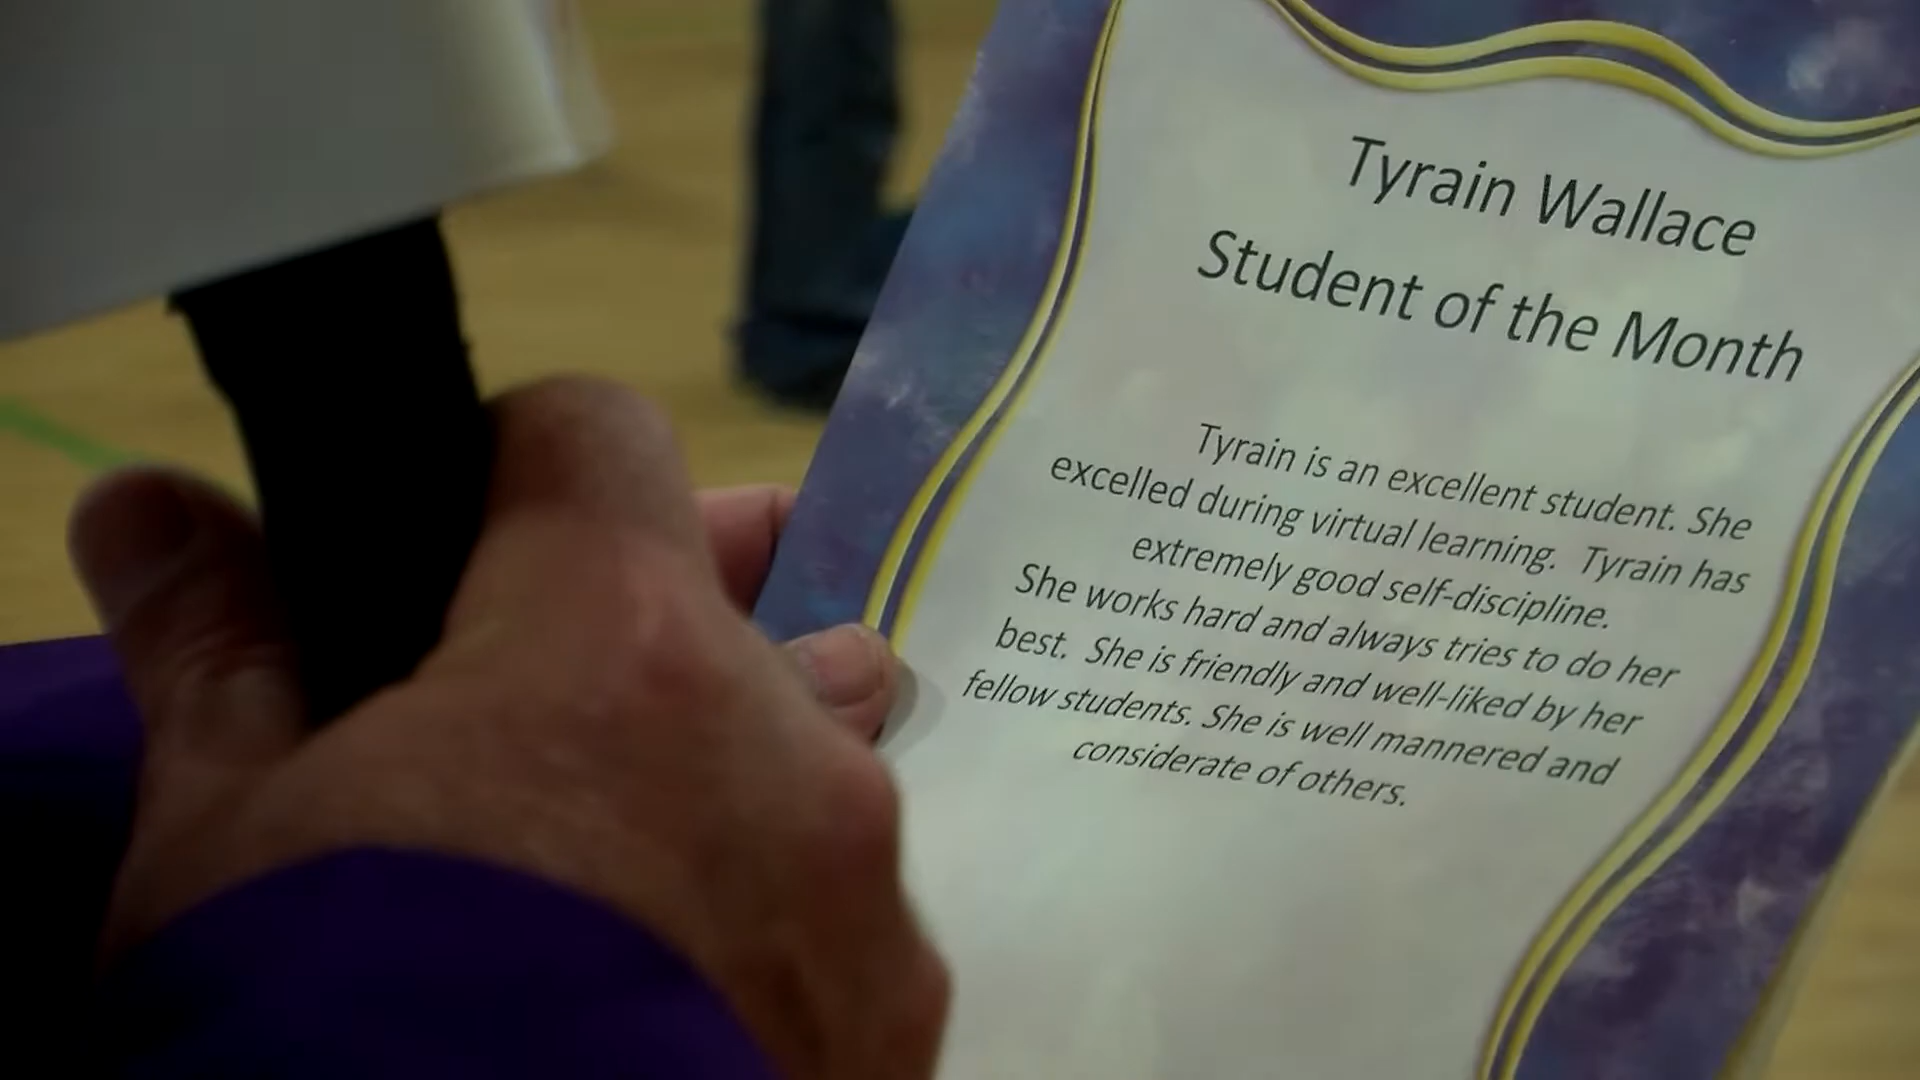 Tyrain Wallace
Student of the Month
Tyrain is an excellent student. She
excelled during virtual learning. Tyrain has
extremely good self-discipline.
She works hard and always tries to do her
best. She is friendly and well-liked by her
fellow students. She is well mannered and
considerate of others.